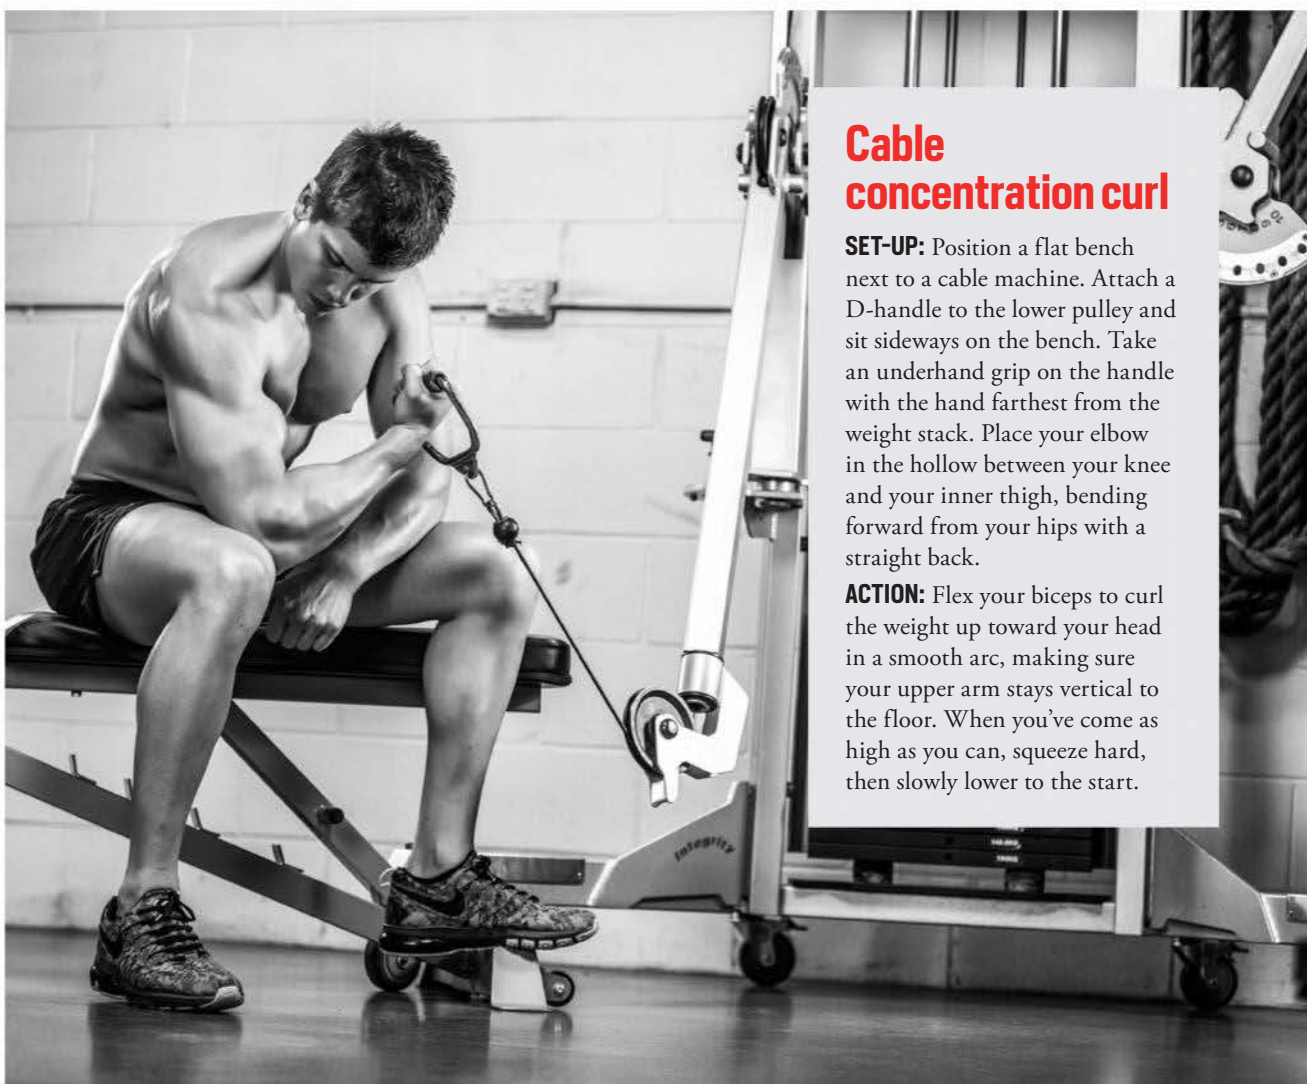 Cable
concentration curl
SET-UP: Position a flat bench
next to a cable machine. Attach a
D-handle to the lower pulley and
sit sideways on the bench. Take
an underhand grip on the handle
with the hand farthest from the
weight stack. Place your elbow
in the hollow between your knee
and your inner thigh, bending
forward from your hips with a
straight back.
ACTION: Flex your biceps to curl
the weight up toward your head
in a smooth arc, making sure
your upper arm stays vertical to
the floor. When you’ve come as
high as you can, squeeze hard,
then slowly lower to the start.
Integrity